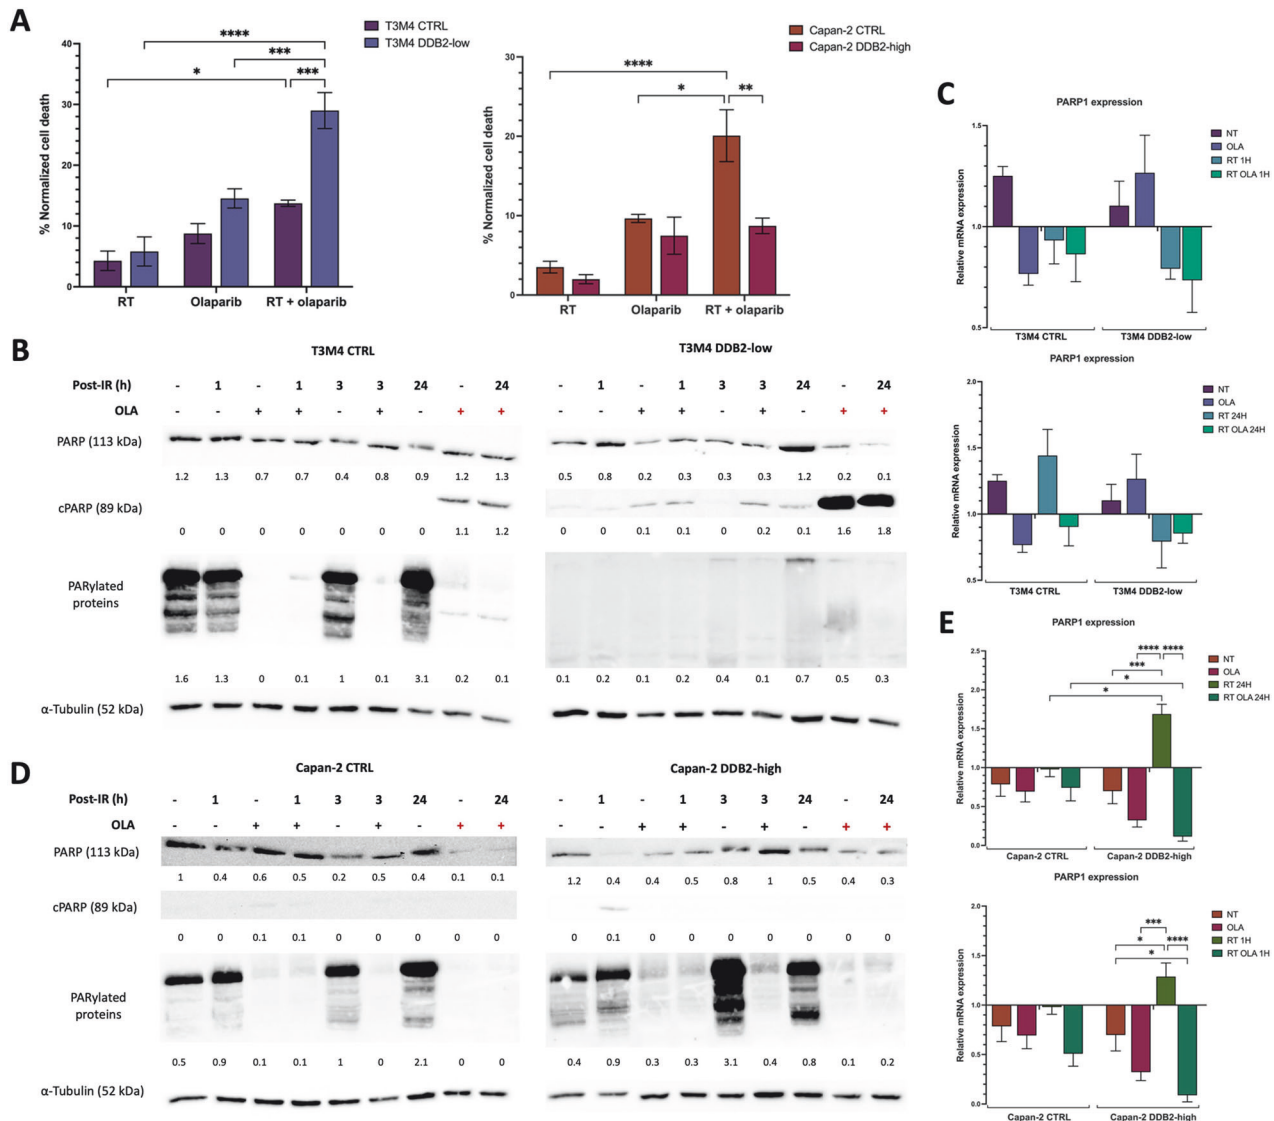 A
T3M4 CTRL
T3M4 DDB2-low
****
***
* ***
% Normalized cell death
40
30
20
10
0
RT Olaparib RT + olaparib
Capan-2 CTRL
Capan-2 DDB2-high
****
* **
% Normalized cell death
30
20
10
0
RT Olaparib RT + olaparib
B
T3M4 CTRL T3M4 DDB2-low
Post-IR (h) - 1 - 1 3 3 24 - 24 - 1 - 1 3 3 24 - 24
OLA - - + + - + - + + - - + + - + - + +
PARP (113 kDa)
1.2 1.3 0.7 0.7 0.4 0.8 0.9 1.2 1.3 0.5 0.8 0.2 0.3 0.3 0.3 1.2 0.2 0.1
cPARP (89 kDa)
0 0 0 0 0 0 0 1.1 1.2 0 0 0.1 0.1 0 0.2 0.1 1.6 1.8
PARylated
proteins
1.6 1.3 0 0.1 1 0 3.1 0.2 0.1 0.1 0.2 0.1 0.2 0.4 0.1 0.7 0.5 0.3
α-Tubulin (52 kDa)
C
PARP1 expression
NT
OLA
RT 1H
RT OLA 1H
Relative mRNA expression
1.5
1.0
0.5
T3M4 CTRL T3M4 DDB2-low
PARP1 expression
NT
OLA
RT 24H
RT OLA 24H
Relative mRNA expression
2.0
1.5
1.0
0.5
T3M4 CTRL T3M4 DDB2-low
D
Capan-2 CTRL Capan-2 DDB2-high
Post-IR (h) - 1 - 1 3 3 24 - 24 - 1 - 1 3 3 24 - 24
OLA - - + + - + - + + - - + + - + - + +
PARP (113 kDa)
1 0.4 0.6 0.5 0.2 0.5 0.4 0.1 0.1 1.2 0.4 0.4 0.5 0.8 1 0.5 0.4 0.3
cPARP (89 kDa)
0 0 0.1 0.1 0 0 0 0 0 0 0.1 0 0 0 0 0 0 0
PARylated
proteins
0.5 0.9 0.1 0.1 1 0 2.1 0 0 0.4 0.9 0.3 0.3 3.1 0.4 0.8 0.1 0.2
α-Tubulin (52 kDa)
E
PARP1 expression
NT
OLA
RT 24H
RT OLA 24H
**** ****
***
*
*
Relative mRNA expression
2.5
2.0
1.5
1.0
0.5
0.0
Capan-2 CTRL Capan-2 DDB2-high
PARP1 expression
NT
OLA
RT 1H
RT OLA 1H
***
* ****
*
Relative mRNA expression
2.0
1.5
1.0
0.5
0.0
Capan-2 CTRL Capan-2 DDB2-high